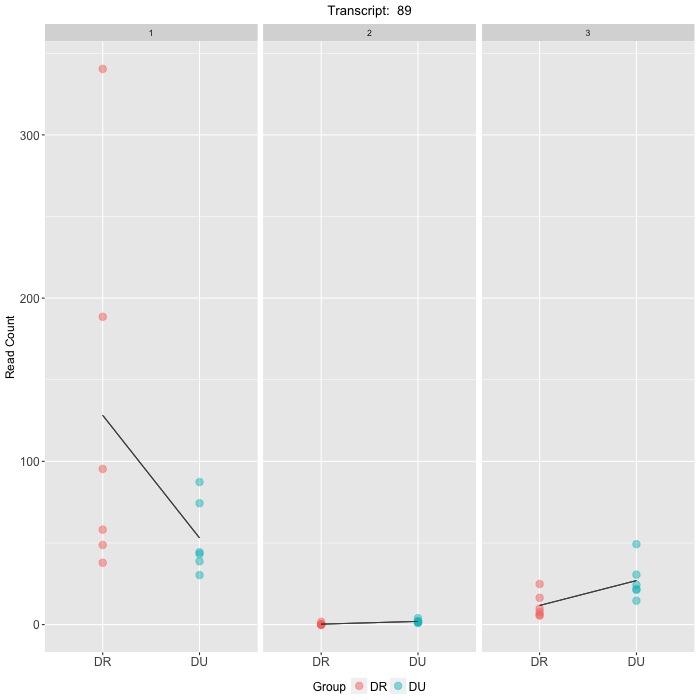 Transcript: 89
1 2 3
Read Count
300
200
100
0
DR DU DR DU DR DU
Group DR DU